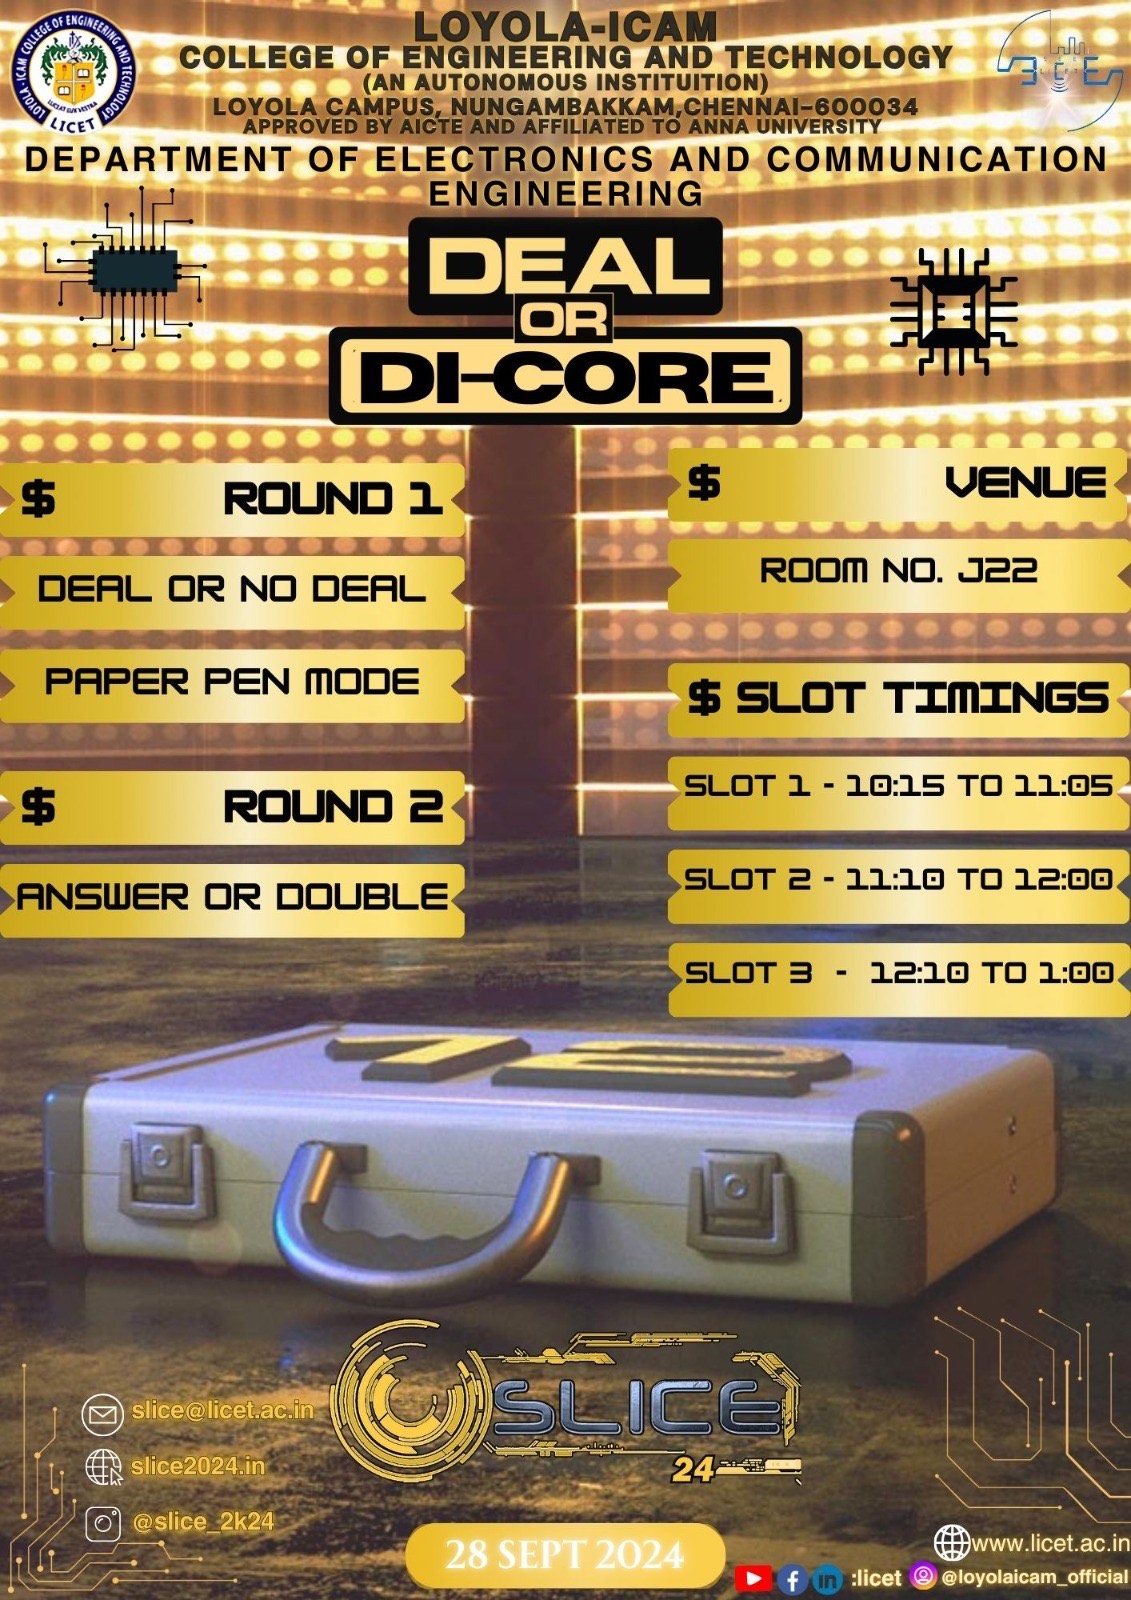 LOYOLA-ICAM
COLLEGE OF ENGINEERING AND TECHNOLOGY
(AN AUTONOMOUS INSTITUITION)
LOYOLA CAMPUS, NUNGAMBAKKAM,CHENNAI-600034
APPROVED BY AICTE AND AFFILIATED TO ANNA UNIVERSITY
LOYOLA - ICAM COLLEGE OF ENGINEERING AND TECHNOLOGY
LICET
ECE
DEPARTMENT OF ELECTRONICS AND COMMUNICATION
ENGINEERING
DEAL
OR
DI-CORE
$ ROUND 1
DEAL OR NO DEAL
PAPER PEN MODE
$ ROUND 2
ANSWER OR DOUBLE
$ VENUE
ROOM NO. J22
$ SLOT TIMINGS
SLOT 1 - 10:15 TO 11:05
SLOT 2 - 11:10 TO 12:00
SLOT 3 - 12:10 TO 1:00
12
SLICE
24
slice@licet.ac.in
slice2024.in
@slice_2k24
28 SEPT 2024
www.licet.ac.in
:licet @loyolaicam_official